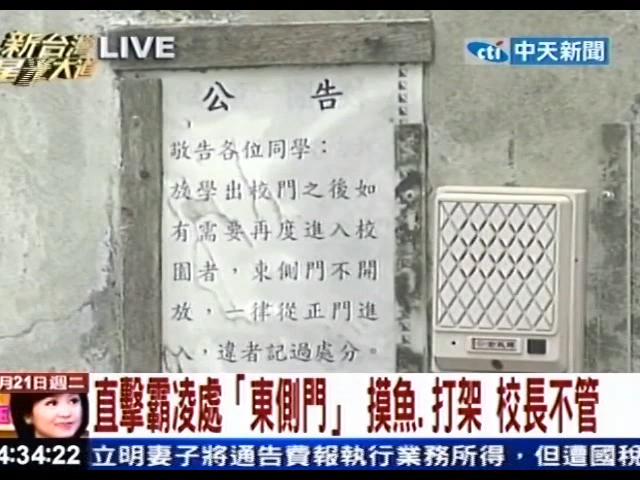 新台灣
LIVE
cti 中天新聞
公告
敬告各位同學：
放學出校門之後如
有需要再度進入校
園者，東側門不開
放，一律從正門進
入，違者記過處分。
月21日週二
直擊霸凌處「東側門」 摸魚.打架 校長不管
4:34:22
立明妻子將通告費報執行業務所得，但遭國稅